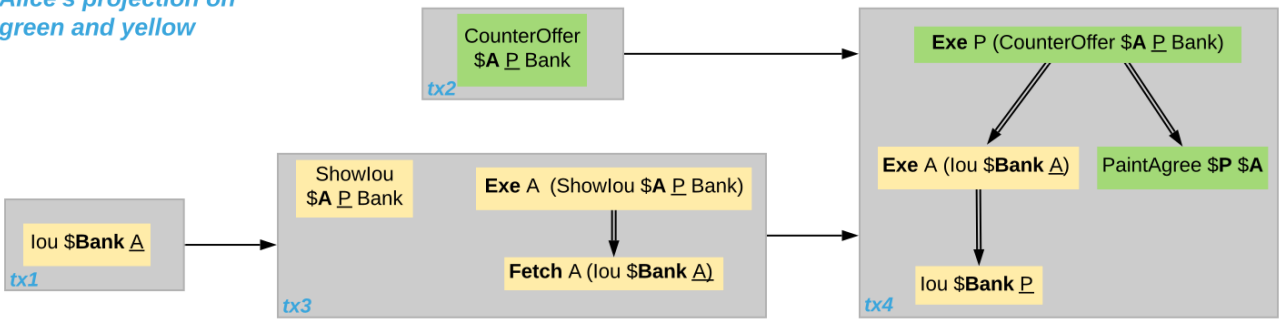 Alice's projection on
green and yellow
CounterOffer
$A P Bank
tx2
Exe P (CounterOffer $A P Bank)
Exe A (Iou $Bank A)
PaintAgree $P $A
Iou $Bank P
tx4
ShowIou
$A P Bank
Exe A (ShowIou $A P Bank)
Fetch A (Iou $Bank A)
tx3
Iou $Bank A
tx1